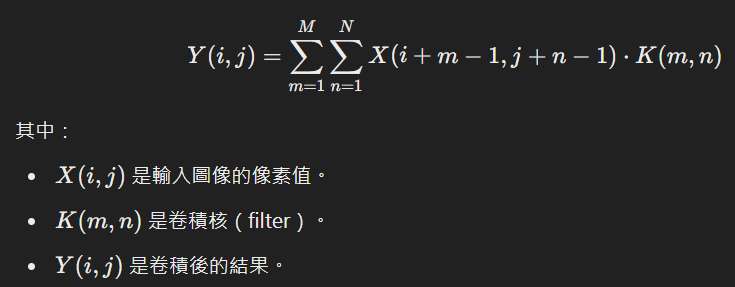 Y(i,j) = \sum_{m=1}^{M} \sum_{n=1}^{N} X(i+m-1, j+n-1) \cdot K(m,n)
其中：
• X(i,j) 是輸入圖像的像素值。
• K(m,n) 是卷積核（filter）。
• Y(i,j) 是卷積後的結果。